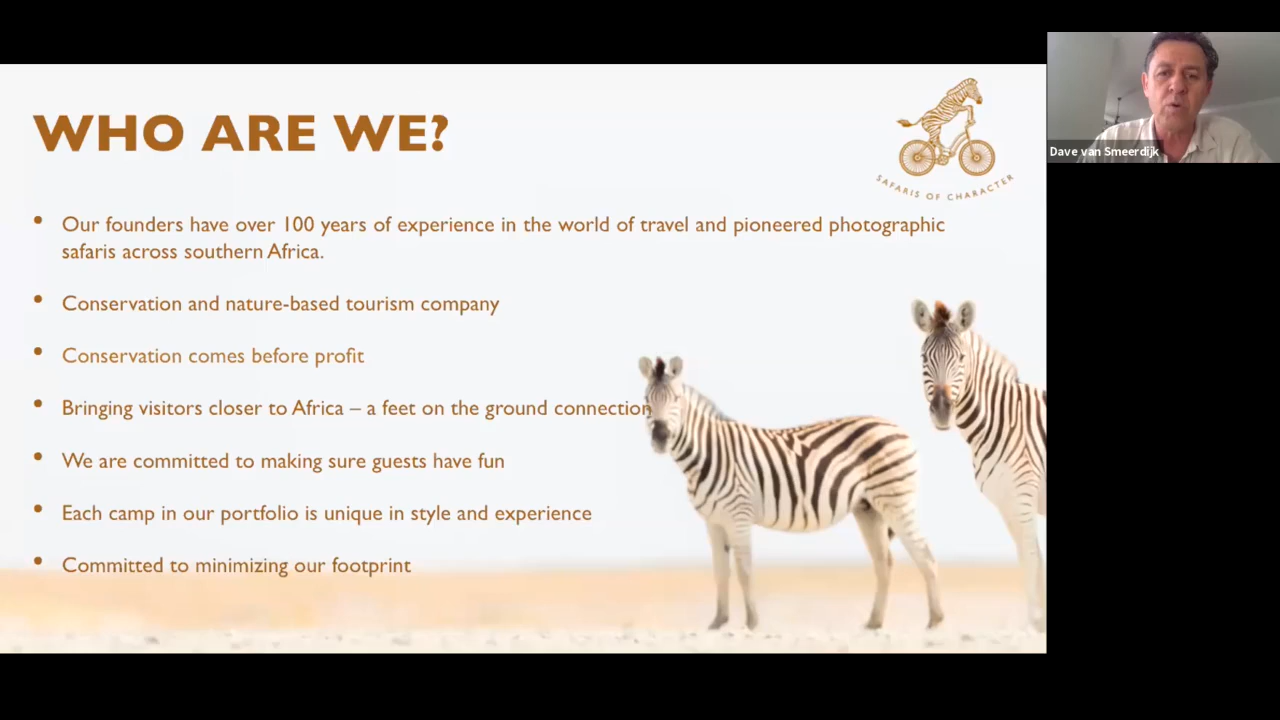 WHO ARE WE?
SAFARIS OF CHARACTER
Dave van Smeerdijk
• Our founders have over 100 years of experience in the world of travel and pioneered photographic
safaris across southern Africa.
• Conservation and nature-based tourism company
• Conservation comes before profit
• Bringing visitors closer to Africa – a feet on the ground connection
• We are committed to making sure guests have fun
• Each camp in our portfolio is unique in style and experience
• Committed to minimizing our footprint